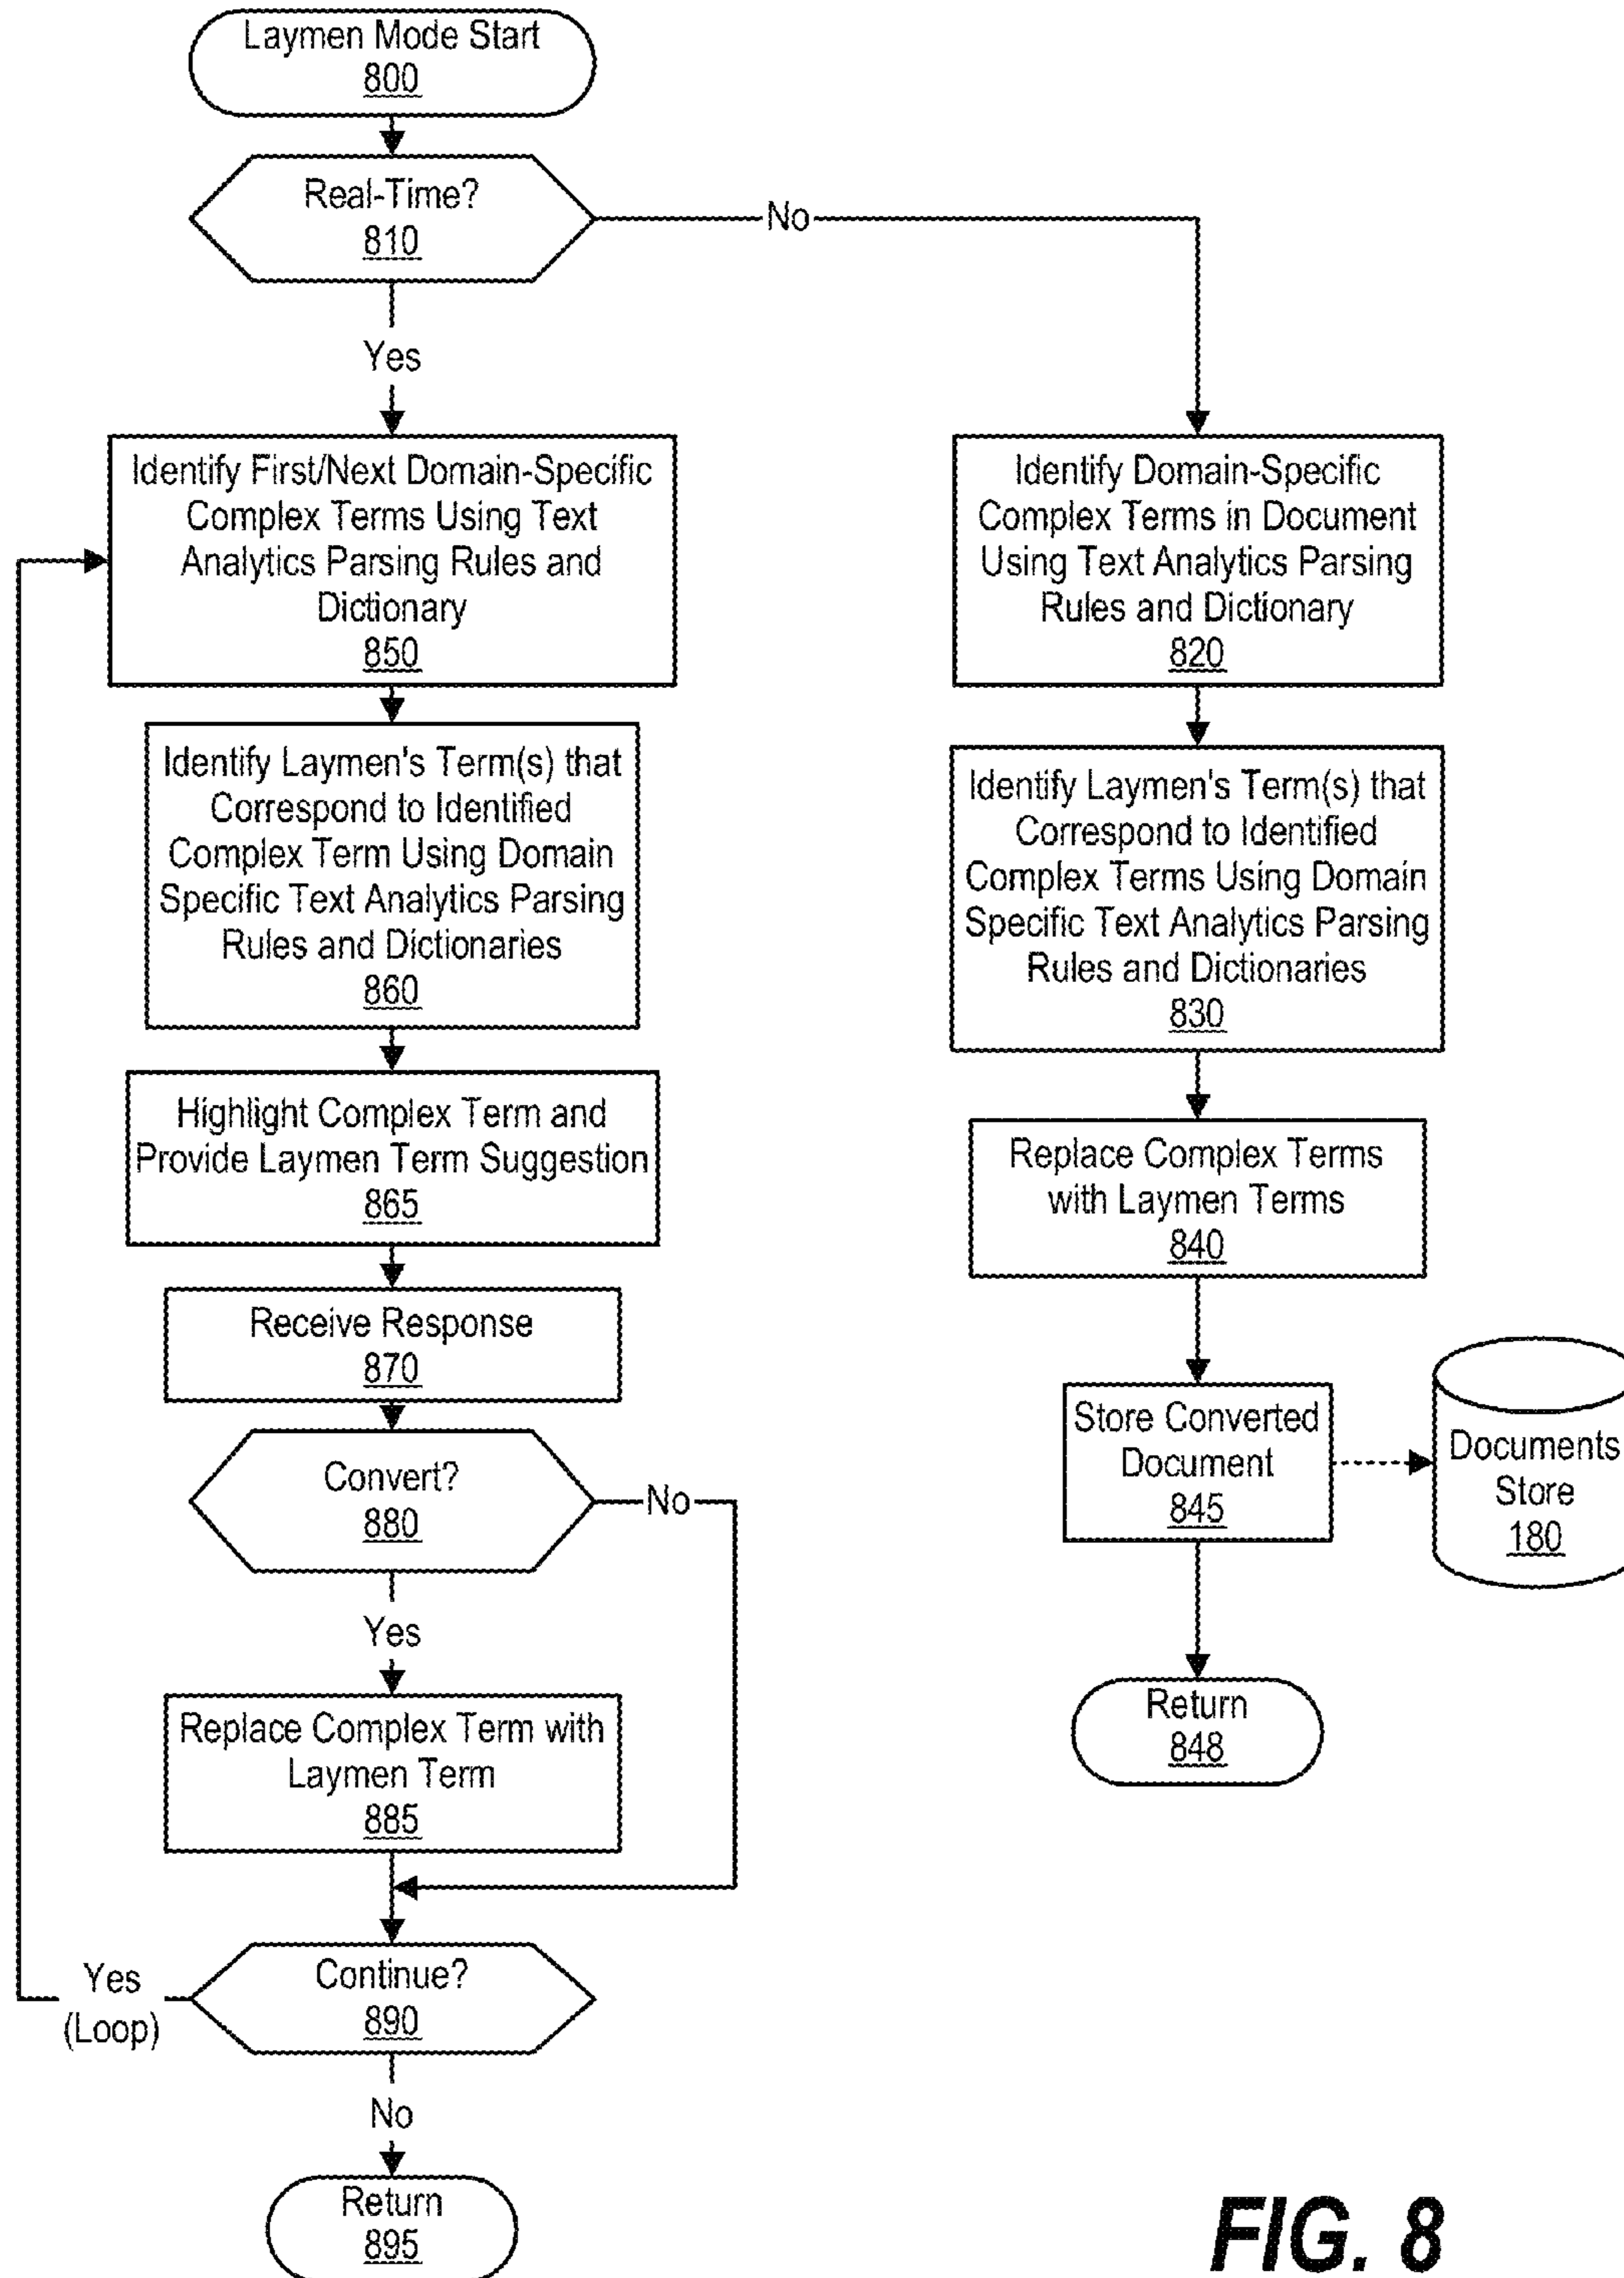 Laymen Mode Start
800
Real-Time?
810
No
Yes
Identify First/Next Domain-Specific
Complex Terms Using Text
Analytics Parsing Rules and
Dictionary
850
Identify Laymen's Term(s) that
Correspond to Identified
Complex Term Using Domain
Specific Text Analytics Parsing
Rules and Dictionaries
860
Highlight Complex Term and
Provide Laymen Term Suggestion
865
Receive Response
870
Convert?
880
No
Yes
Replace Complex Term with
Laymen Term
885
Continue?
890
Yes
(Loop)
No
Return
895
Identify Domain-Specific
Complex Terms in Document
Using Text Analytics Parsing
Rules and Dictionary
820
Identify Laymen's Term(s) that
Correspond to Identified
Complex Terms Using Domain
Specific Text Analytics Parsing
Rules and Dictionaries
830
Replace Complex Terms
with Laymen Terms
840
Store Converted
Document
845
Documents
Store
180
Return
848
FIG. 8